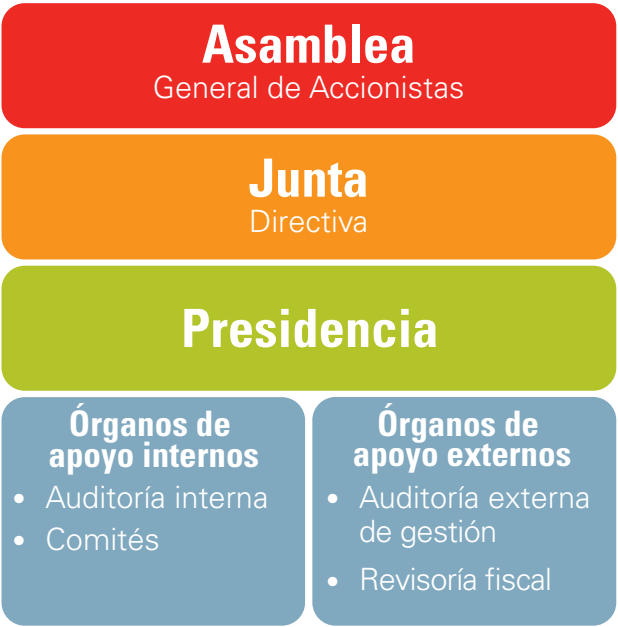 Asamblea
General de Accionistas
Junta
Directiva
Presidencia
Órganos de
apoyo internos
• Auditoría interna
• Comités
Órganos de
apoyo externos
• Auditoría externa
de gestión
• Revisoría fiscal